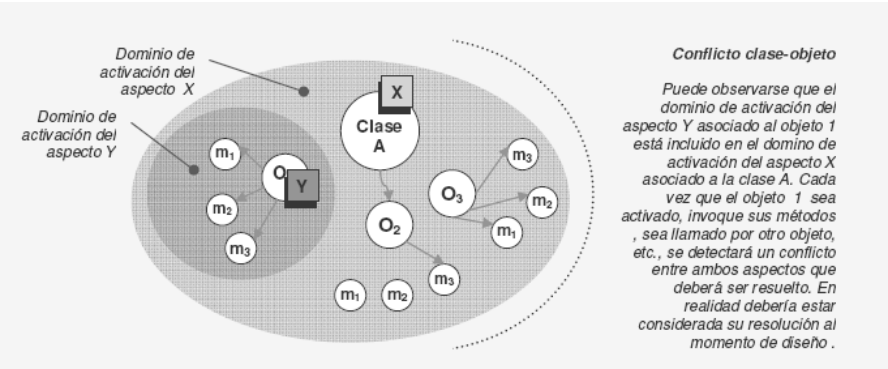 Dominio de
activación del
aspecto X
Dominio de
activación del
aspecto Y
X
Clase
A
m₁
O
Y
m₂
m₃
O₂
O₃
m₃
m₂
m₁
m₃
m₁
m₂
Conflicto clase-objeto
Puede observarse que el
dominio de activación del
aspecto Y asociado al objeto 1
está incluido en el domino de
activación del aspecto X
asociado a la clase A. Cada
vez que el objeto 1 sea
activado, invoque sus métodos
, sea llamado por otro objeto,
etc., se detectará un conflicto
entre ambos aspectos que
deberá ser resuelto. En
realidad debería estar
considerada su resolución al
momento de diseño .